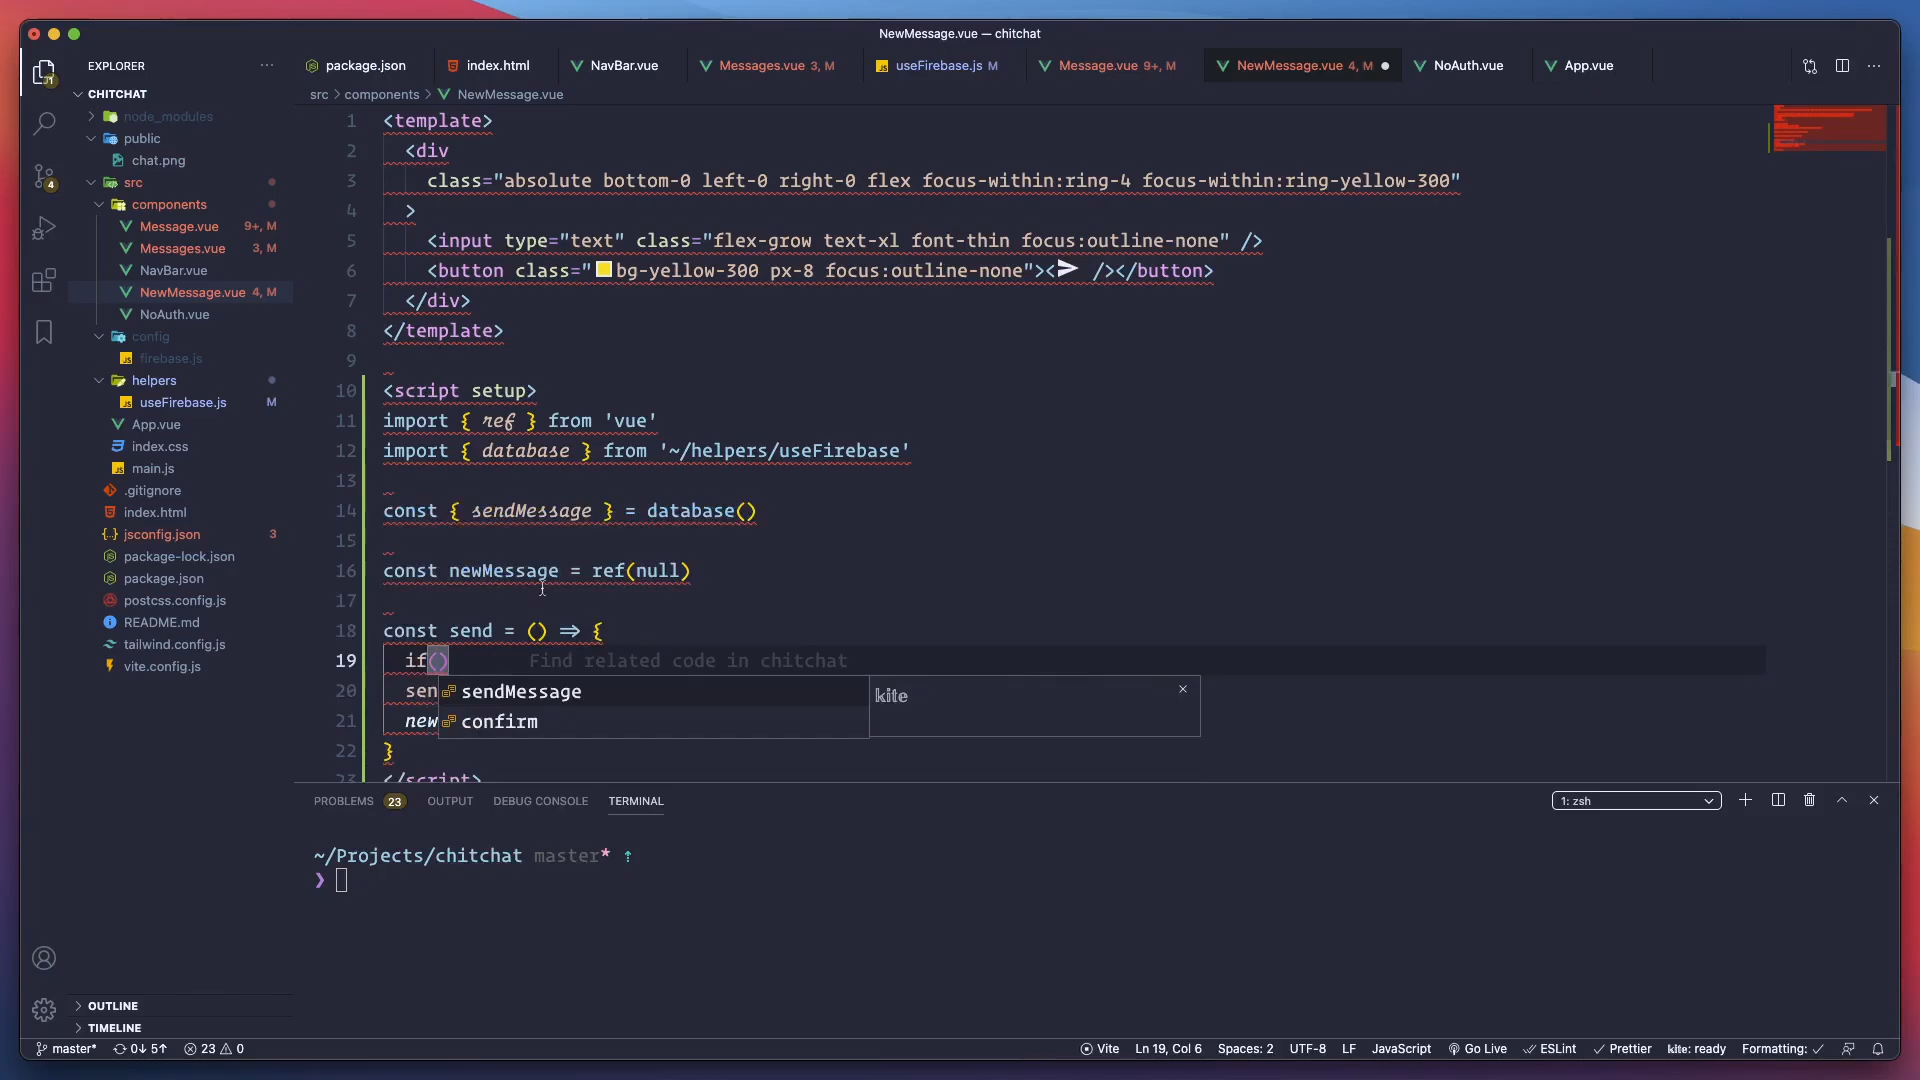 NewMessage.vue — chitchat
EXPLORER
package.json
index.html
NavBar.vue
Messages.vue 3, M
useFirebase.js M
Message.vue 9+, M
NewMessage.vue 4, M
NoAuth.vue
App.vue
src > components > NewMessage.vue
CHITCHAT
node_modules
public
chat.png
src
components
Message.vue 9+, M
Messages.vue 3, M
NavBar.vue
NewMessage.vue 4, M
NoAuth.vue
config
firebase.js
helpers
useFirebase.js M
App.vue
index.css
main.js
.gitignore
index.html
jsconfig.json 3
package-lock.json
package.json
postcss.config.js
README.md
tailwind.config.js
vite.config.js
4
OUTLINE
TIMELINE
1 <template>
2 <div
3 class="absolute bottom-0 left-0 right-0 flex focus-within:ring-4 focus-within:ring-yellow-300"
4 >
5 <input type="text" class="flex-grow text-xl font-thin focus:outline-none" />
6 <button class="bg-yellow-300 px-8 focus:outline-none"><➤ /></button>
7 </div>
8 </template>
9
10 <script setup>
11 import { ref } from 'vue'
12 import { database } from '~/helpers/useFirebase'
13
14 const { sendMessage } = database()
15
16 const newMessage = ref(null)
17
18 const send = () => {
19 if() Find related code in chitchat
20 sen
21 new
22 }
23 </script>
sendMessage
confirm
kite
PROBLEMS 23 OUTPUT DEBUG CONSOLE TERMINAL
1: zsh
~/Projects/chitchat master* ⇡
❯
master* 0↓ 5↑ 23 0
Vite Ln 19, Col 6 Spaces: 2 UTF-8 LF JavaScript Go Live ESLint Prettier kite: ready Formatting: ✓